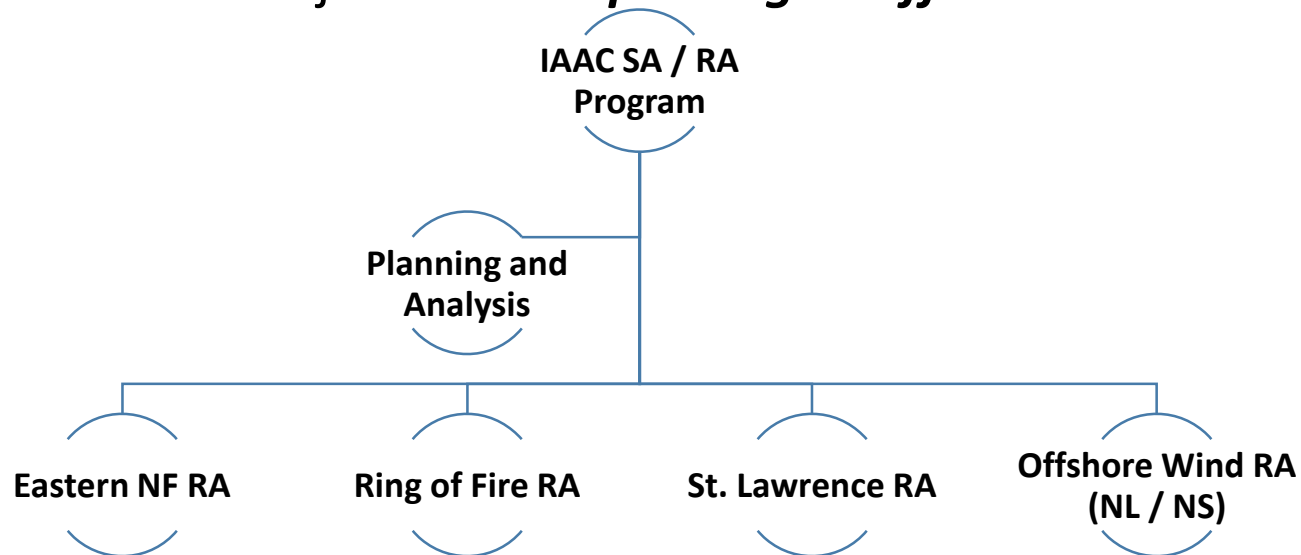 IAAC SA / RA
Program
Planning and
Analysis
Eastern NF RA
Ring of Fire RA
St. Lawrence RA
Offshore Wind RA
(NL / NS)